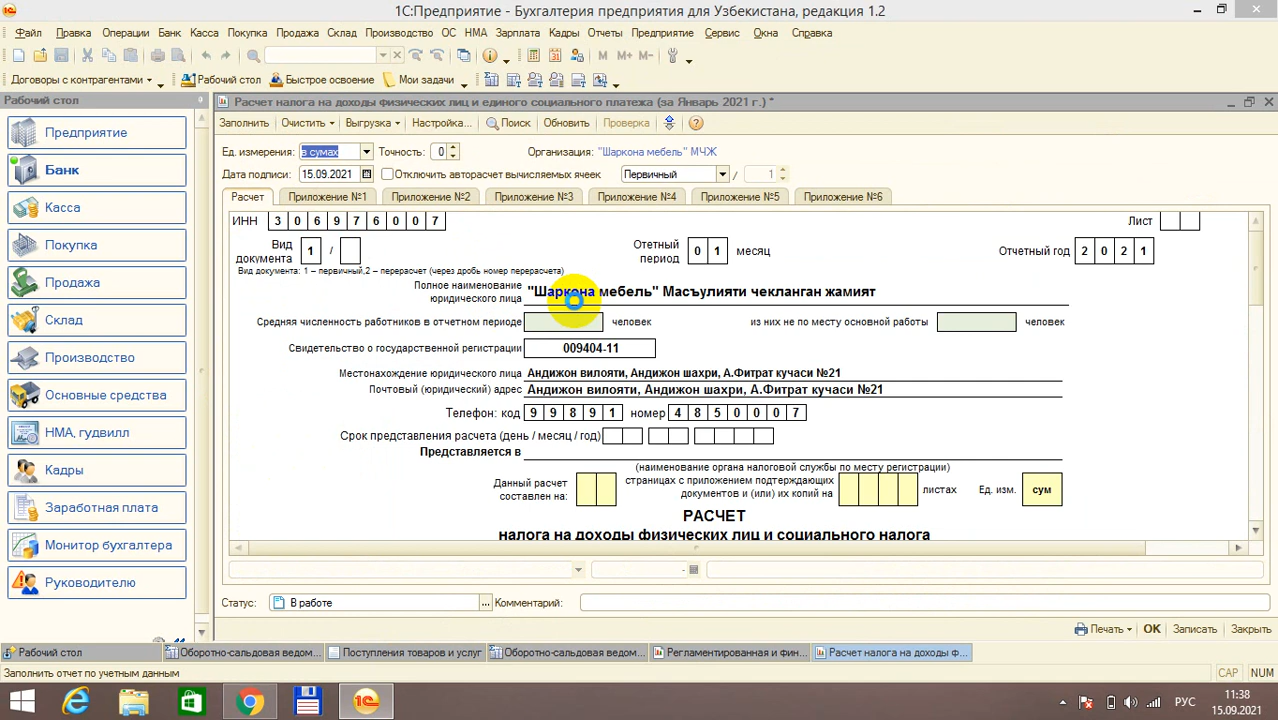 1С:Предприятие - Бухгалтерия предприятия для Узбекистана, редакция 1.2
Файл Правка Операции Банк Касса Покупка Продажа Склад Производство ОС НМА Зарплата Кадры Отчеты Предприятие Сервис Окна Справка
M M+ M-
Договоры с контрагентами Рабочий стол Быстрое освоение Мои задачи
Рабочий стол
Расчет налога на доходы физических лиц и единого социального платежа (за Январь 2021 г.) *
Заполнить Очистить Выгрузка Настройка... Поиск Обновить Проверка
Ед. измерения: в сумах Точность: 0 Организация: "Шаркона мебель" МЧЖ
Дата подписи: 15.09.2021 Отключить авторасчет вычисляемых ячеек Первичный / 1
Расчет Приложение №1 Приложение №2 Приложение №3 Приложение №4 Приложение №5 Приложение №6
ИНН 3 0 6 9 7 6 0 0 7 Лист
Вид документа 1 / Отетный период 0 1 месяц Отчетный год 2 0 2 1
Вид документа: 1 – первичный,2 – перерасчет (через дробь номер перерасчета)
Полное наименование юридического лица "Шаркона мебель" Масъулияти чекланган жамият
Средняя численность работников в отчетном периоде человек из них не по месту основной работы человек
Свидетельство о государственной регистрации 009404-11
Местонахождение юридического лица Андижон вилояти, Андижон шахри, А.Фитрат кучаси №21
Почтовый (юридический) адрес Андижон вилояти, Андижон шахри, А.Фитрат кучаси №21
Телефон: код 9 9 8 9 1 номер 4 8 5 0 0 0 7
Срок представления расчета (день / месяц / год)
Представляется в
(наименование органа налоговой службы по месту регистрации)
Данный расчет составлен на: страницах с приложением подтверждающих документов и (или) их копий на листах Ед. изм. сум
РАСЧЕТ
налога на доходы физических лиц и социального налога
Предприятие
Банк
Касса
Покупка
Продажа
Склад
Производство
Основные средства
НМА, гудвилл
Кадры
Заработная плата
Монитор бухгалтера
Руководителю
Статус: В работе ... Комментарий:
Печать OK Записать Закрыть
Рабочий стол Оборотно-сальдовая ведом... Поступления товаров и услуг Оборотно-сальдовая ведом... Регламентированная и фин... Расчет налога на доходы ф...
Заполнить отчет по учетным данным CAP NUM
РУС 11:38
15.09.2021